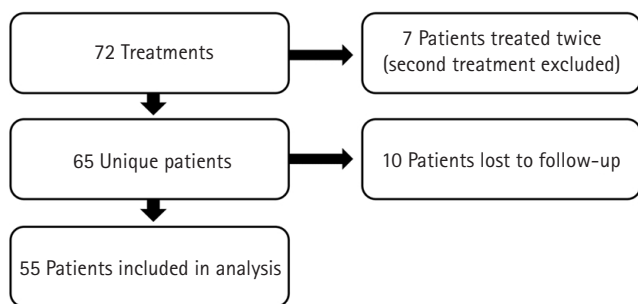 72 Treatments
7 Patients treated twice
(second treatment excluded)
65 Unique patients
10 Patients lost to follow-up
55 Patients included in analysis